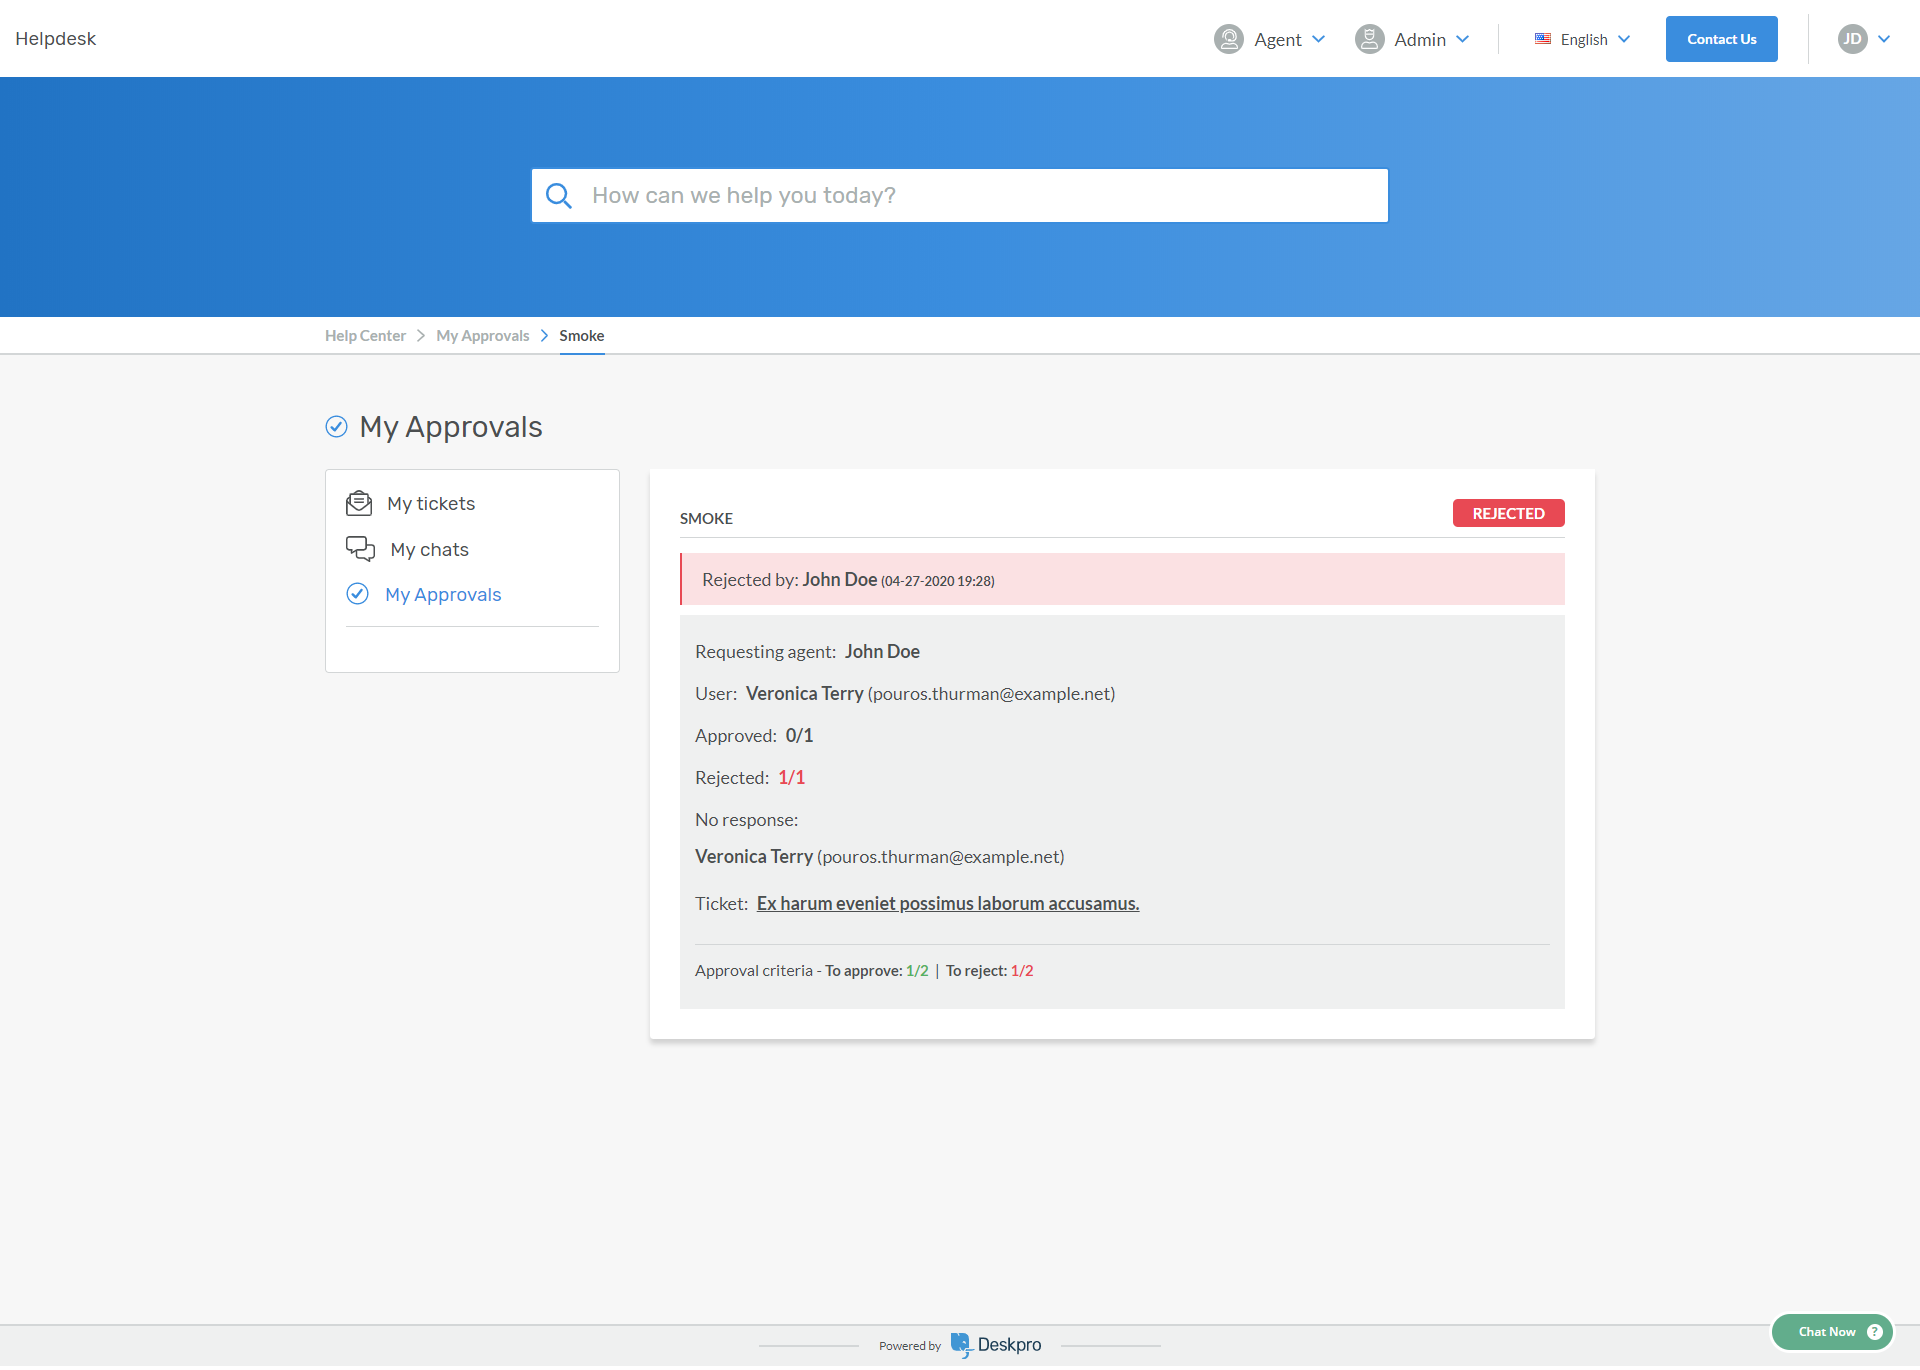 Helpdesk
Agent
Admin
English
Contact Us
JD
How can we help you today?
Help Center
My Approvals
Smoke
My Approvals
My tickets
My chats
My Approvals
SMOKE
REJECTED
Rejected by: John Doe (04-27-2020 19:28)
Requesting agent: John Doe
User: Veronica Terry (pouros.thurman@example.net)
Approved: 0/1
Rejected: 1/1
No response:
Veronica Terry (pouros.thurman@example.net)
Ticket: Ex harum eveniet possimus laborum accusamus.
Approval criteria - To approve: 1/2 | To reject: 1/2
Powered by Deskpro
Chat Now ?